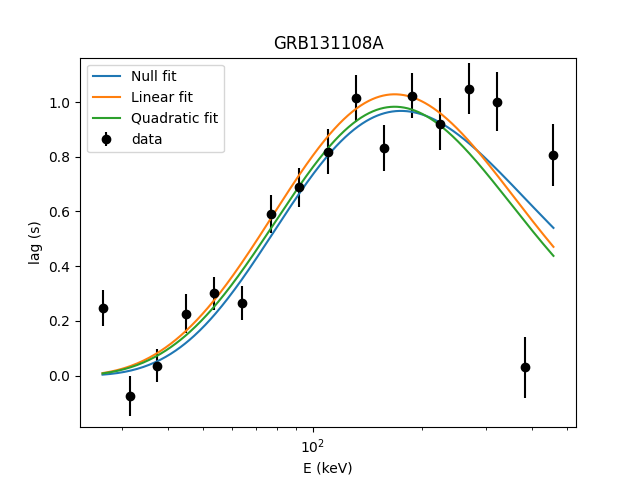 GRB131108A
Null fit
Linear fit
Quadratic fit
data
lag (s)
1.0
0.8
0.6
0.4
0.2
0.0
10²
E (keV)